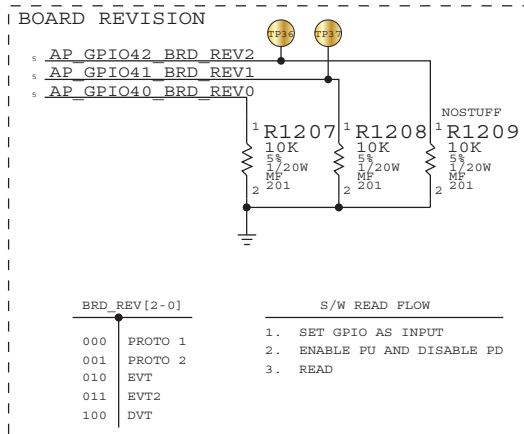 BOARD REVISION
TP36 TP37
5 AP_GPIO42_BRD_REV2
5 AP_GPIO41_BRD_REV1
5 AP_GPIO40_BRD_REV0
NOSTUFF
1 R1207 1 R1208 1 R1209
10K 10K 10K
5% 5% 5%
1/20W 1/20W 1/20W
MF MF MF
2 201 2 201 2 201
BRD_REV[2-0]
000 PROTO 1
001 PROTO 2
010 EVT
011 EVT2
100 DVT
S/W READ FLOW
1. SET GPIO AS INPUT
2. ENABLE PU AND DISABLE PD
3. READ